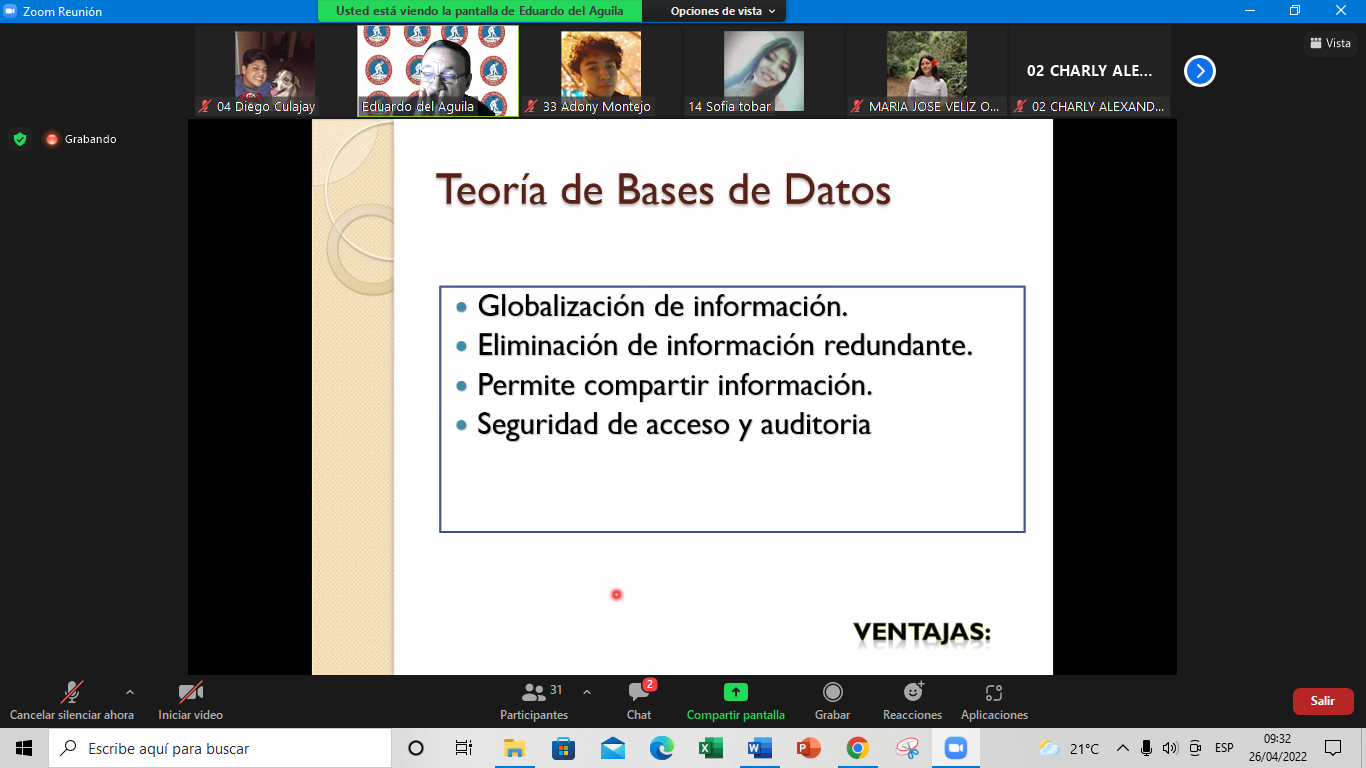 Zoom Reunión
Usted está viendo la pantalla de Eduardo del Aguila
Opciones de vista
04 Diego Culajay
Eduardo del Aguila
33 Adony Montejo
14 Sofia tobar
MARIA JOSE VELIZ O...
02 CHARLY ALE...
02 CHARLY ALEXAND...
Vista
Grabando
Teoría de Bases de Datos
• Globalización de información.
• Eliminación de información redundante.
• Permite compartir información.
• Seguridad de acceso y auditoria
VENTAJAS:
Cancelar silenciar ahora
Iniciar video
31
Participantes
2
Chat
Compartir pantalla
Grabar
Reacciones
Aplicaciones
Salir
Escribe aquí para buscar
21°C
ESP
09:32
26/04/2022